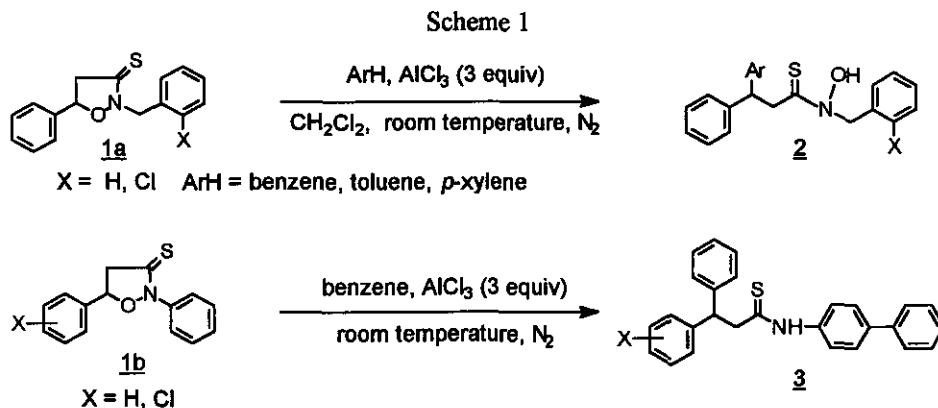 Scheme 1
S
N
O
X
1a
X = H, Cl ArH = benzene, toluene, p-xylene
ArH, AlCl₃ (3 equiv)
CH₂Cl₂, room temperature, N₂
Ar
S
OH
N
X
2
S
N
O
X
1b
X = H, Cl
benzene, AlCl₃ (3 equiv)
room temperature, N₂
S
NH
X
3